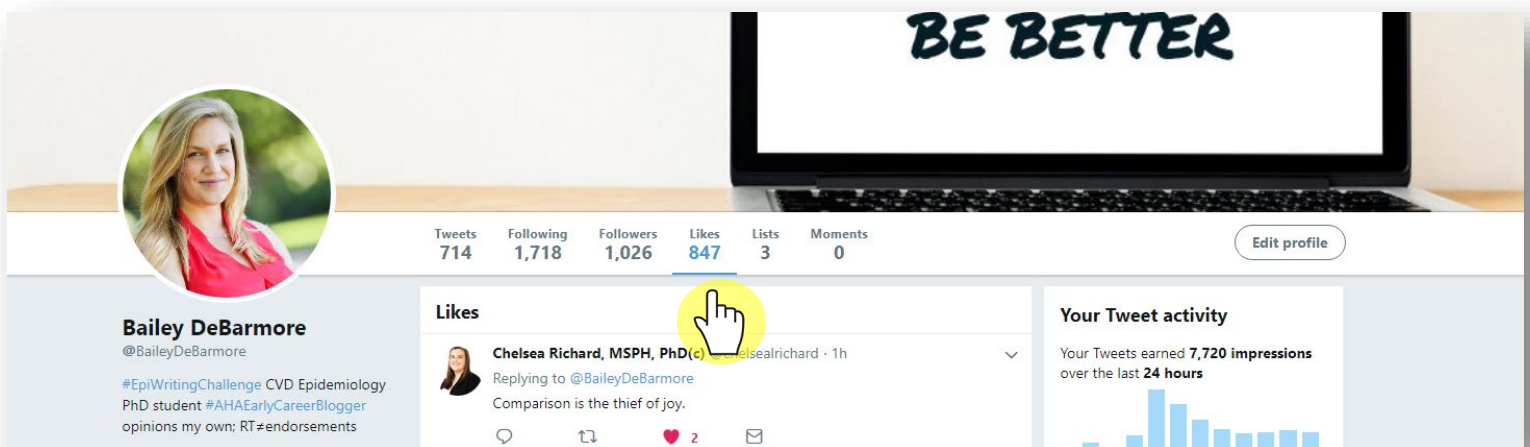 BE BETTER
Tweets Following Followers Likes Lists Moments
714 1,718 1,026 847 3 0
Edit profile
Bailey DeBarmore
@BaileyDeBarmore
#EpiWritingChallenge CVD Epidemiology
PhD student #AHAEarlyCareerBlogger
opinions my own; RT≠endorsements
Likes
Chelsea Richard, MSPH, PhD(c) @chelsealrichard · 1h
Replying to @BaileyDeBarmore
Comparison is the thief of joy.
2
Your Tweet activity
Your Tweets earned 7,720 impressions
over the last 24 hours